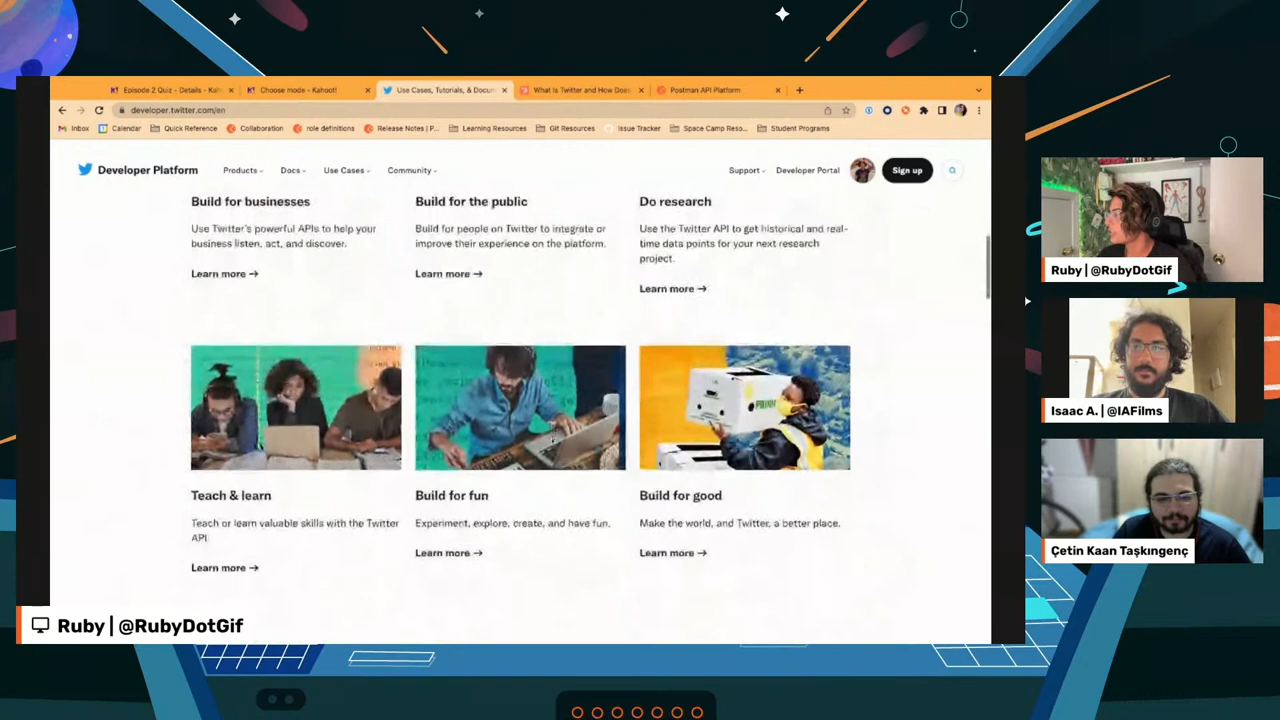 Episode 2 Quiz - Details - Kah
Choose mode - Kahoot!
Use Cases, Tutorials, & Docum
What Is Twitter and How Does
Postman API Platform
developer.twitter.com/en
Inbox
Calendar
Quick Reference
Collaboration
role definitions
Release Notes | P...
Learning Resources
Git Resources
Issue Tracker
Space Camp Reso...
Student Programs
Developer Platform
Products
Docs
Use Cases
Community
Support
Developer Portal
Sign up
Build for businesses
Use Twitter's powerful APIs to help your
business listen, act, and discover.
Learn more →
Build for the public
Build for people on Twitter to integrate or
improve their experience on the platform.
Learn more →
Do research
Use the Twitter API to get historical and real-
time data points for your next research
project.
Learn more →
Teach & learn
Teach or learn valuable skills with the Twitter
API.
Learn more →
Build for fun
Experiment, explore, create, and have fun.
Learn more →
Build for good
Make the world, and Twitter, a better place.
Learn more →
Ruby | @RubyDotGif
Isaac A. | @IAFilms
Çetin Kaan Taşkıngenç
Ruby | @RubyDotGif